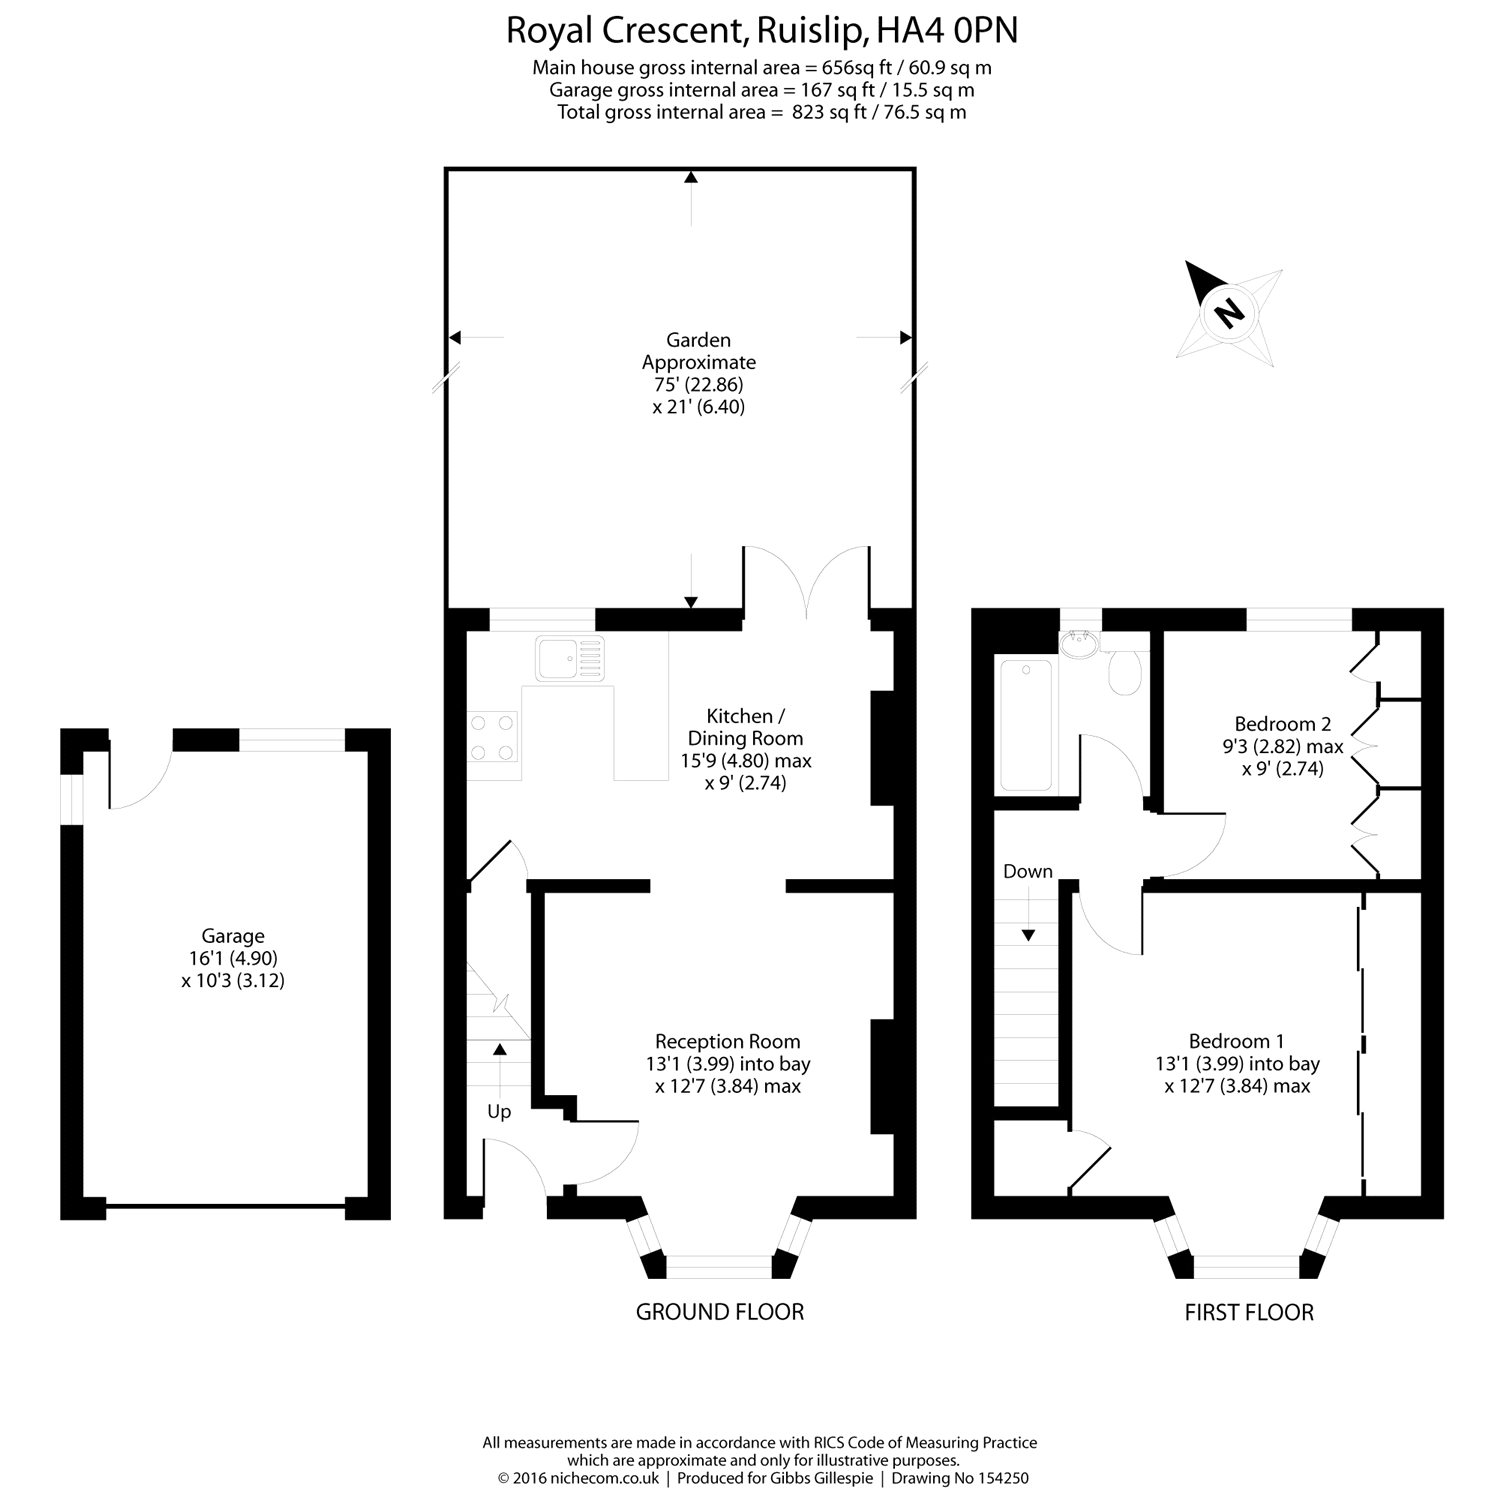 Royal Crescent, Ruislip, HA4 0PN
Main house gross internal area = 656sq ft / 60.9 sq m
Garage gross internal area = 167 sq ft / 15.5 sq m
Total gross internal area = 823 sq ft / 76.5 sq m
N
Garden
Approximate
75' (22.86)
x 21' (6.40)
Kitchen /
Dining Room
15'9 (4.80) max
x 9' (2.74)
Bedroom 2
9'3 (2.82) max
x 9' (2.74)
Down
Garage
16'1 (4.90)
x 10'3 (3.12)
Reception Room
13'1 (3.99) into bay
x 12'7 (3.84) max
Bedroom 1
13'1 (3.99) into bay
x 12'7 (3.84) max
Up
GROUND FLOOR
FIRST FLOOR
All measurements are made in accordance with RICS Code of Measuring Practice
which are approximate and only for illustrative purposes.
© 2016 nichecom.co.uk | Produced for Gibbs Gillespie | Drawing No 154250